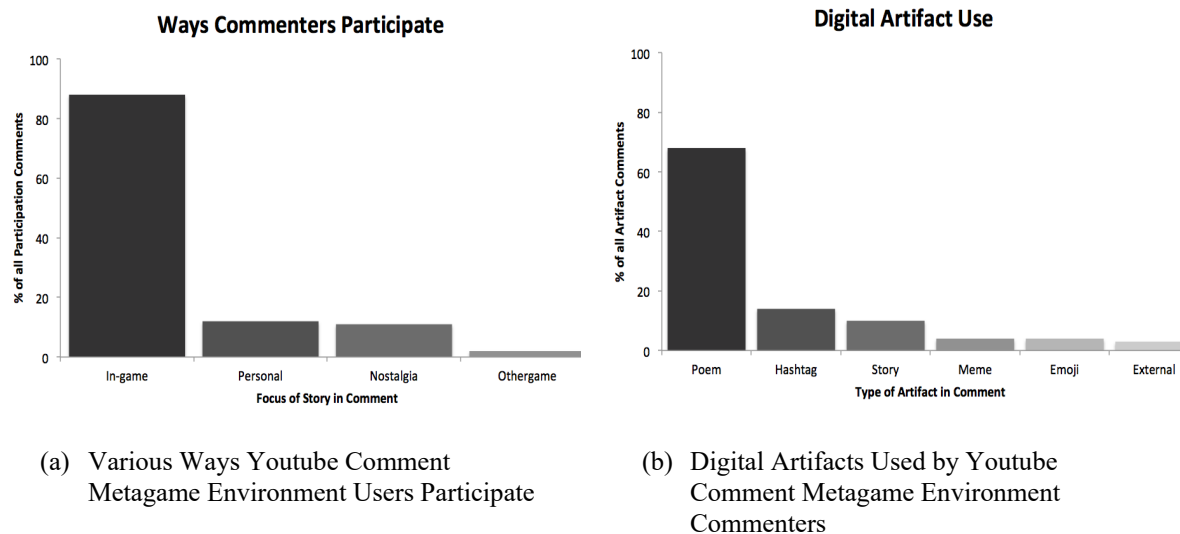 Ways Commenters Participate
% of all Participation Comments
100
80
60
40
20
0
In-game Personal Nostalgia Othergame
Focus of Story in Comment
(a) Various Ways Youtube Comment
Metagame Environment Users Participate
Digital Artifact Use
% of all Artifact Comments
100
80
60
40
20
0
Poem Hashtag Story Meme Emoji External
Type of Artifact in Comment
(b) Digital Artifacts Used by Youtube
Comment Metagame Environment
Commenters